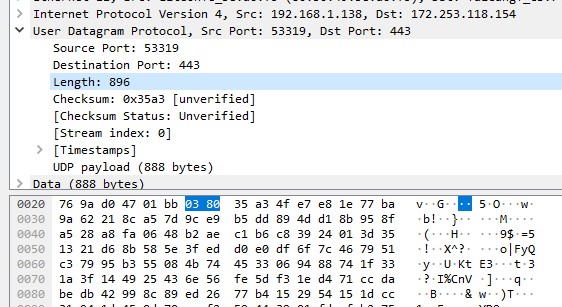 Internet Protocol Version 4, Src: 192.168.1.138, Dst: 172.253.118.154
User Datagram Protocol, Src Port: 53319, Dst Port: 443
Source Port: 53319
Destination Port: 443
Length: 896
Checksum: 0x35a3 [unverified]
[Checksum Status: Unverified]
[Stream index: 0]
[Timestamps]
UDP payload (888 bytes)
Data (888 bytes)
0020 76 9a d0 47 01 bb 03 80 35 a3 4f e7 e8 1e 77 ba v··G···· 5·O···w·
0030 9a 62 21 8c a5 7d 9c e9 b5 dd 89 4d d1 8b 95 8f ·b!··}·· ···M····
0040 a5 28 a8 fa 06 48 b2 ae c1 b6 c8 39 24 01 3d 35 ·(···H·· ···9$·=5
0050 13 21 d6 8b 58 5e 3f ed d0 e0 df 6f 7c 46 79 51 ·!··X^?· ···o|FyQ
0060 c3 79 95 b3 55 08 4b 74 45 33 06 94 88 74 1f 33 ·y··U·Kt E3···t·3
0070 1a 3f 14 49 25 43 6e 56 fe 5d f3 1e d4 71 cc da ·?·I%CnV ·]···q··
0080 be db 42 99 8c 89 ed 26 77 b4 15 29 54 15 1d cc ··B····& w··)T···